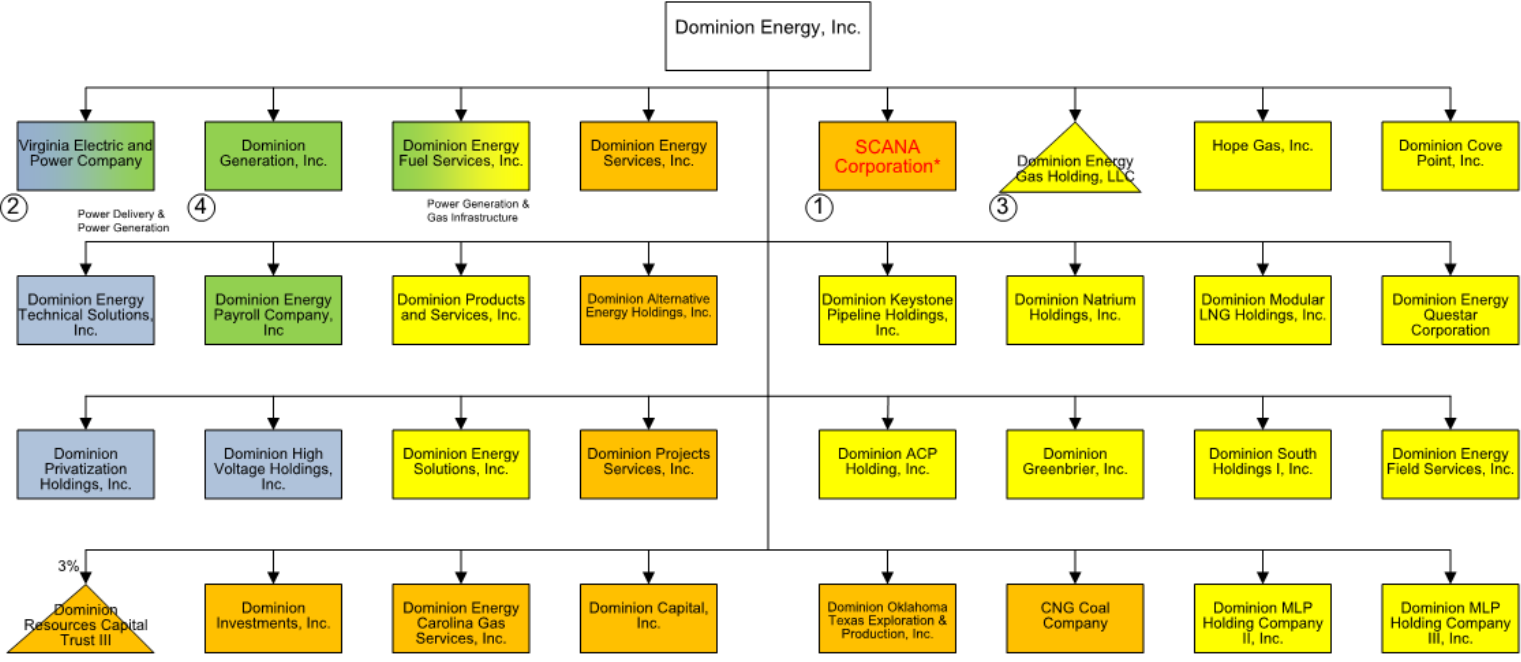 Dominion Energy, Inc.
Virginia Electric and
Power Company
Dominion
Generation, Inc.
Dominion Energy
Fuel Services, Inc.
Dominion Energy
Services, Inc.
SCANA
Corporation*
Dominion Energy
Gas Holding, LLC
Hope Gas, Inc.
Dominion Cove
Point, Inc.
2
Power Delivery &
Power Generation
4
Power Generation &
Gas Infrastructure
1
3
Dominion Energy
Technical Solutions,
Inc.
Dominion Energy
Payroll Company,
Inc
Dominion Products
and Services, Inc.
Dominion Alternative
Energy Holdings, Inc.
Dominion Keystone
Pipeline Holdings,
Inc.
Dominion Natrium
Holdings, Inc.
Dominion Modular
LNG Holdings, Inc.
Dominion Energy
Questar
Corporation
Dominion
Privatization
Holdings, Inc.
Dominion High
Voltage Holdings,
Inc.
Dominion Energy
Solutions, Inc.
Dominion Projects
Services, Inc.
Dominion ACP
Holding, Inc.
Dominion
Greenbrier, Inc.
Dominion South
Holdings I, Inc.
Dominion Energy
Field Services, Inc.
3%
Dominion
Resources Capital
Trust III
Dominion
Investments, Inc.
Dominion Energy
Carolina Gas
Services, Inc.
Dominion Capital,
Inc.
Dominion Oklahoma
Texas Exploration &
Production, Inc.
CNG Coal
Company
Dominion MLP
Holding Company
II, Inc.
Dominion MLP
Holding Company
III, Inc.